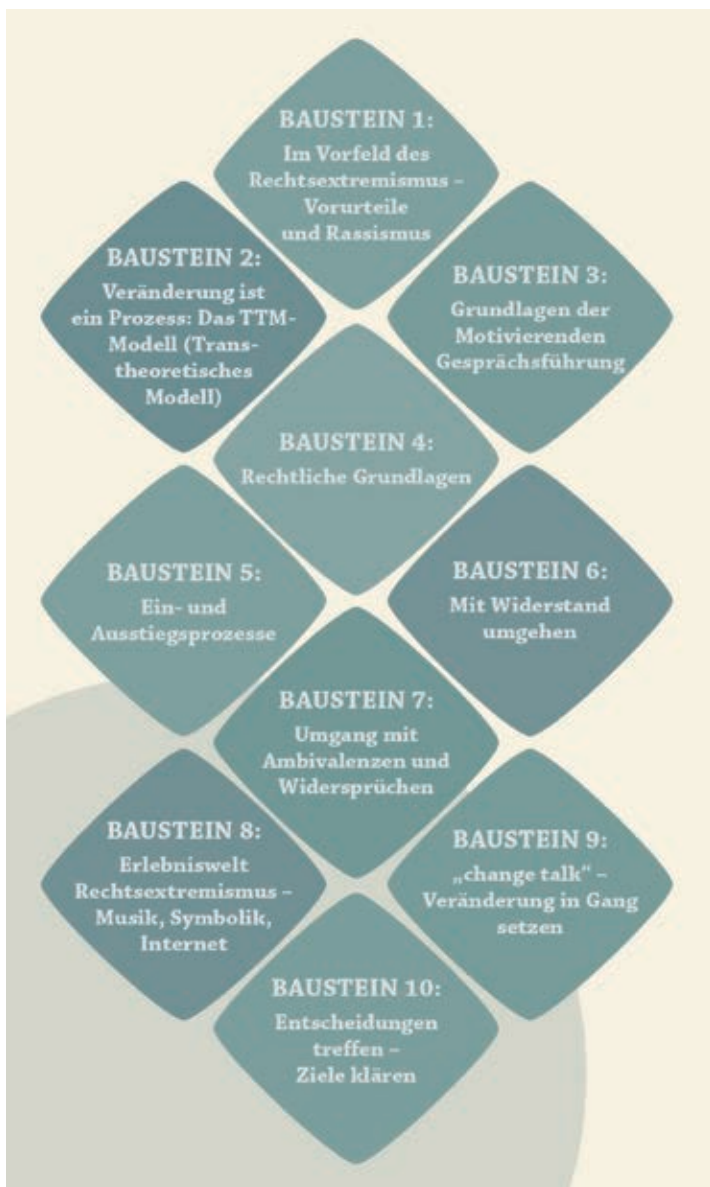 BAUSTEIN 1:
Im Vorfeld des
Rechtsextremismus –
Vorurteile
und Rassismus
BAUSTEIN 2:
Veränderung ist
ein Prozess: Das TTM-
Modell (Trans-
theoretisches
Modell)
BAUSTEIN 3:
Grundlagen der
Motivierenden
Gesprächsführung
BAUSTEIN 4:
Rechtliche Grundlagen
BAUSTEIN 5:
Ein- und
Ausstiegsprozesse
BAUSTEIN 6:
Mit Widerstand
umgehen
BAUSTEIN 7:
Umgang mit
Ambivalenzen und
Widersprüchen
BAUSTEIN 8:
Erlebniswelt
Rechtsextremismus –
Musik, Symbolik,
Internet
BAUSTEIN 9:
„change talk“ –
Veränderung in Gang
setzen
BAUSTEIN 10:
Entscheidungen
treffen –
Ziele klären